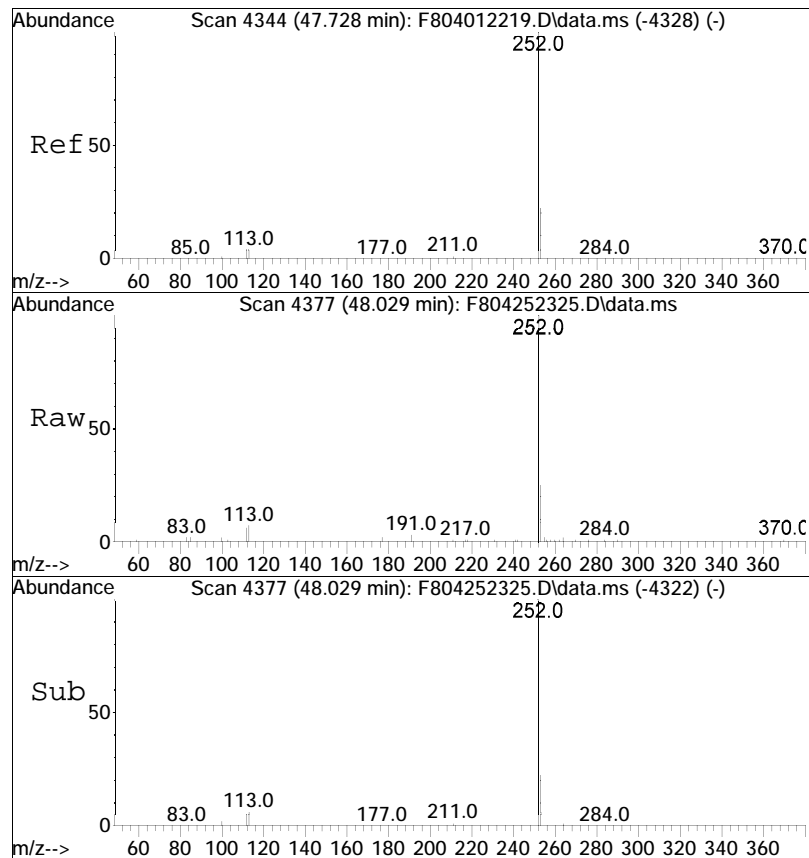 Abundance Scan 4344 (47.728 min): F804012219.D\data.ms (-4328) (-)
252.0
Ref 50
85.0 113.0 177.0 211.0 284.0 370.0
0
m/z--> 60 80 100 120 140 160 180 200 220 240 260 280 300 320 340 360
Abundance Scan 4377 (48.029 min): F804252325.D\data.ms
252.0
Raw 50
83.0 113.0 191.0 217.0 284.0 370.0
0
m/z--> 60 80 100 120 140 160 180 200 220 240 260 280 300 320 340 360
Abundance Scan 4377 (48.029 min): F804252325.D\data.ms (-4322) (-)
252.0
Sub 50
83.0 113.0 177.0 211.0 284.0
0
m/z--> 60 80 100 120 140 160 180 200 220 240 260 280 300 320 340 360